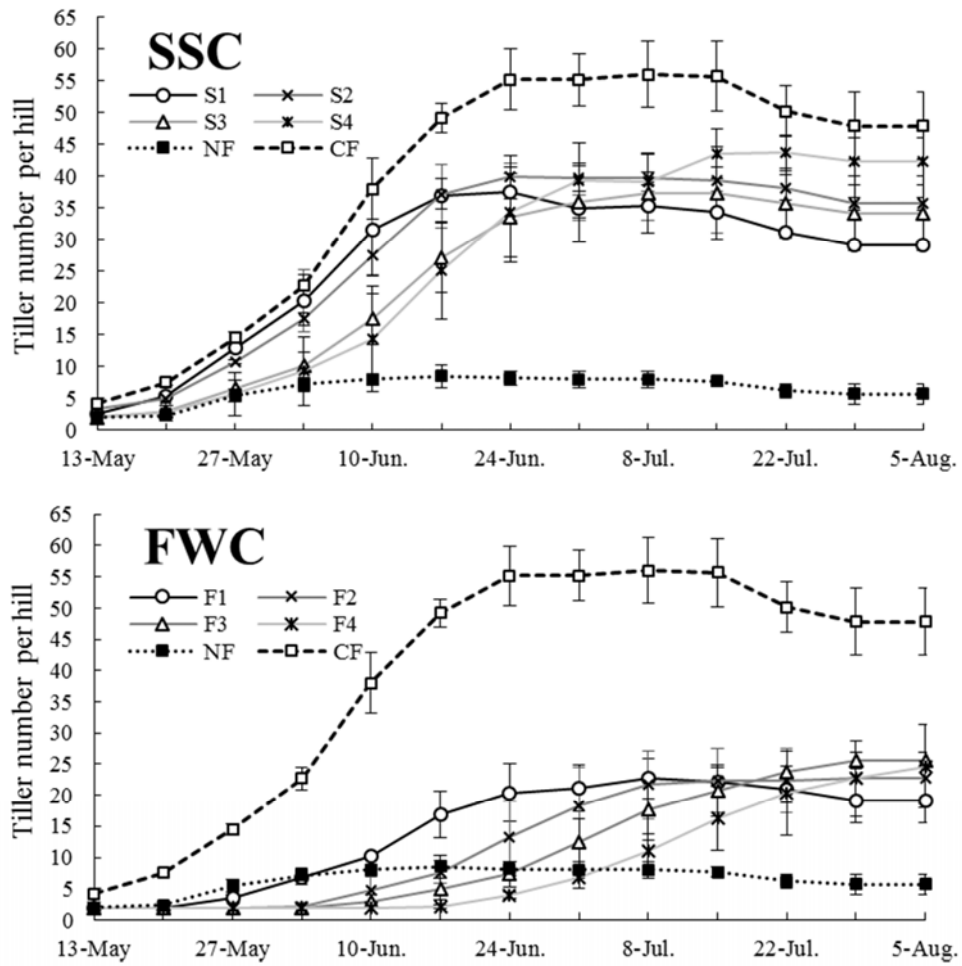 65
60
55
50
45
40
35
30
25
20
15
10
5
0
Tiller number per hill
SSC
S1 S2
S3 S4
NF CF
13-May 27-May 10-Jun. 24-Jun. 8-Jul. 22-Jul. 5-Aug.
65
60
55
50
45
40
35
30
25
20
15
10
5
0
Tiller number per hill
FWC
F1 F2
F3 F4
NF CF
13-May 27-May 10-Jun. 24-Jun. 8-Jul. 22-Jul. 5-Aug.